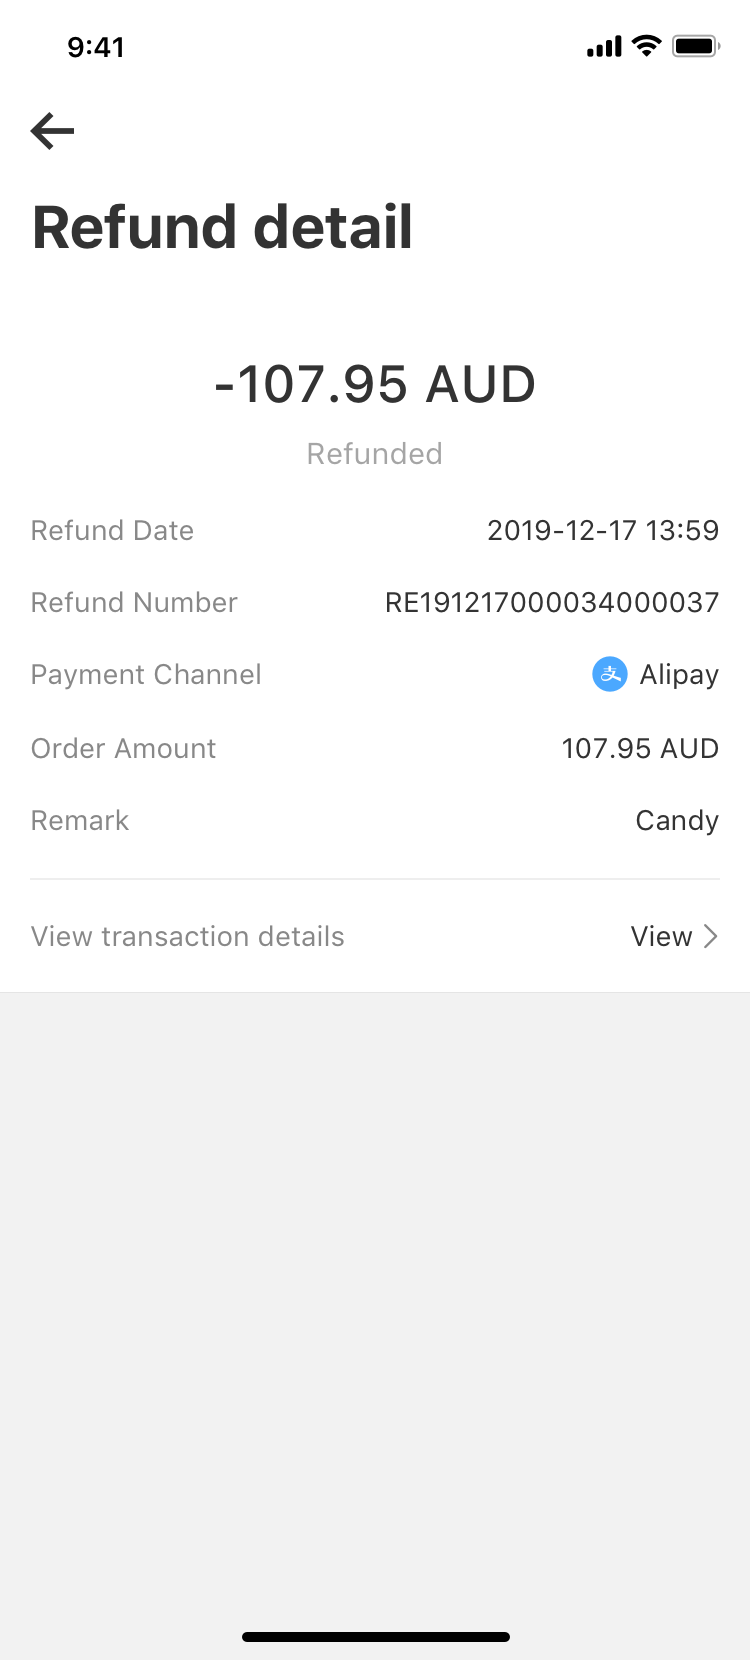 9:41
Refund detail
-107.95 AUD
Refunded
Refund Date 2019-12-17 13:59
Refund Number RE191217000034000037
Payment Channel 支 Alipay
Order Amount 107.95 AUD
Remark Candy
View transaction details View